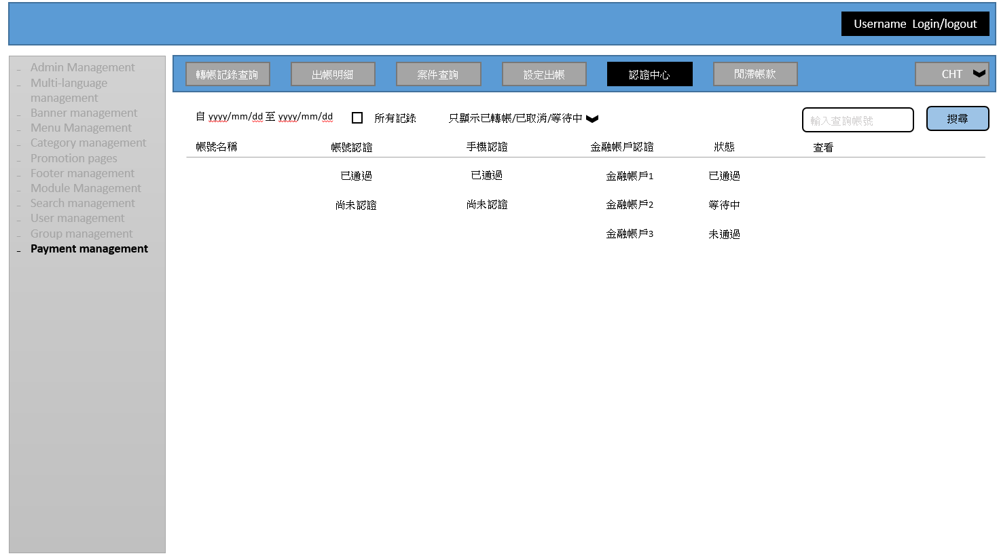 Username  Login/logout
Admin Management
Multi-language
management
Banner management
Menu Management
Category management
Promotion pages
Footer management
Module Management
Search management
User management
Group management
Payment management
轉帳記錄查詢 出帳明細 案件查詢 設定出帳 認證中心 閒滯帳款 CHT
自 yyyy/mm/dd 至 yyyy/mm/dd 所有記錄 只顯示已轉帳/已取消/等待中 輸入查詢帳號 搜尋
帳號名稱 帳號認證 手機認證 金融帳戶認證 狀態 查看
已通過 已通過 金融帳戶1 已通過
尚未認證 尚未認證 金融帳戶2 等待中
金融帳戶3 未通過